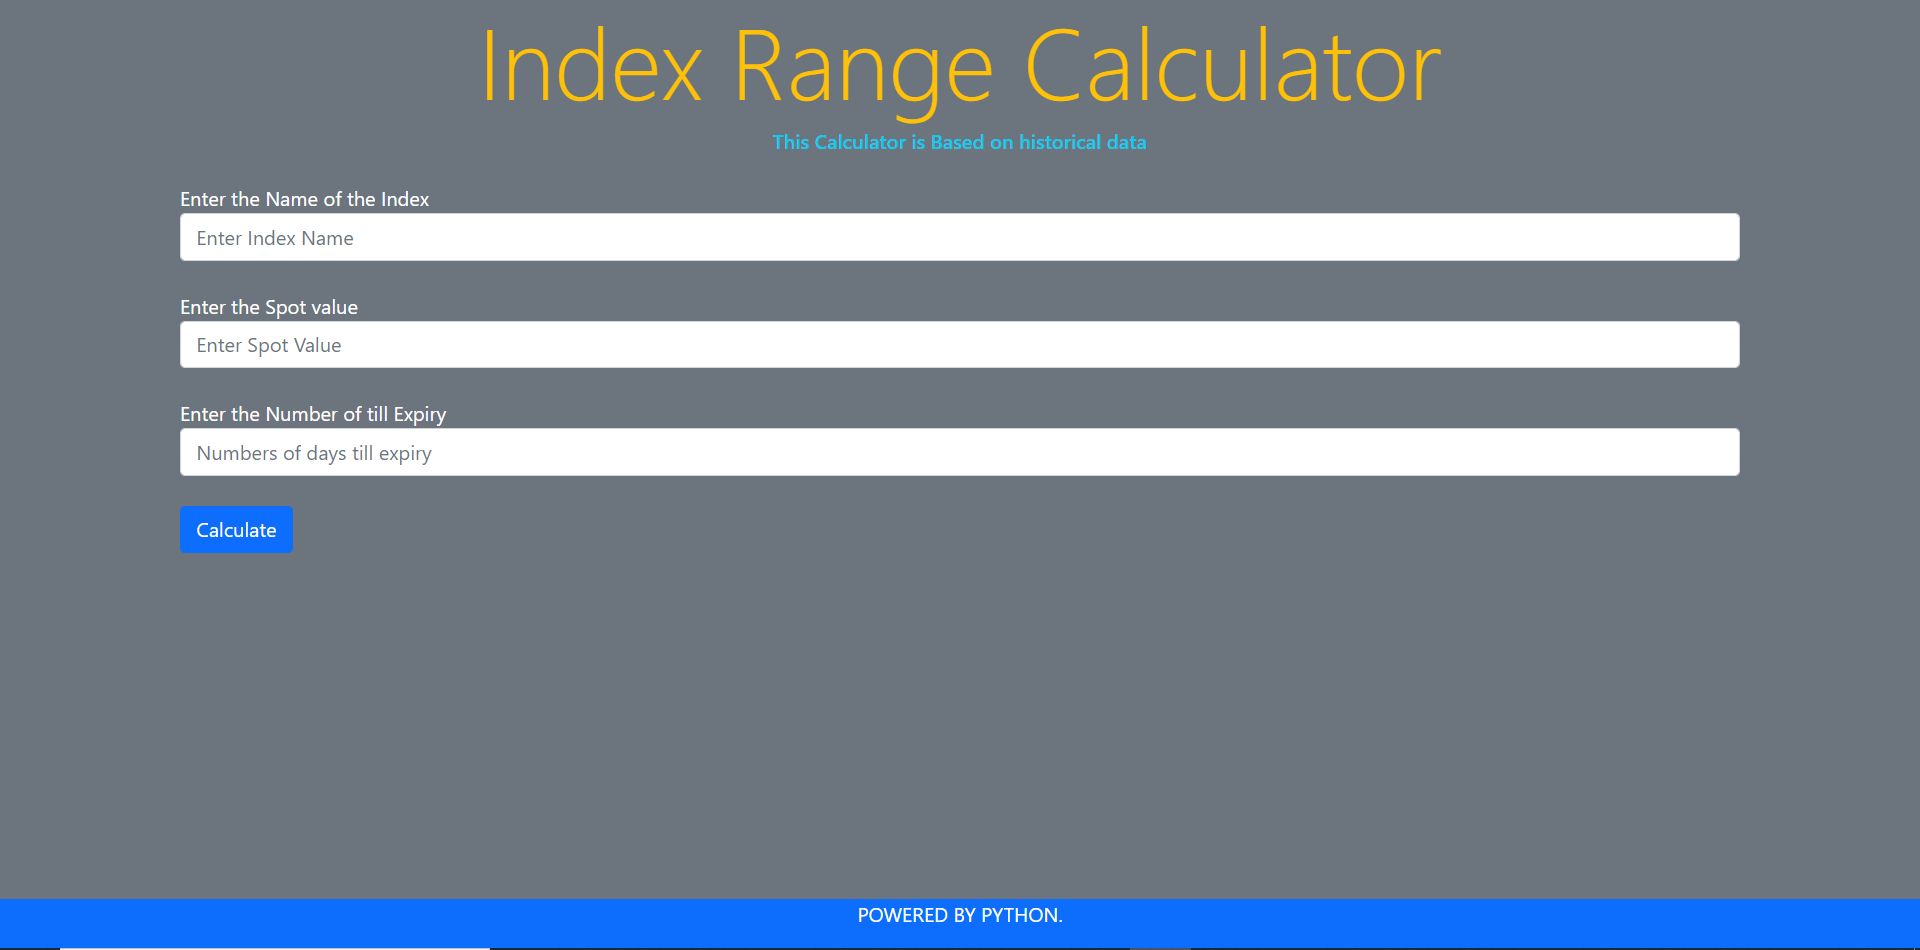 Index Range Calculator
This Calculator is Based on historical data
Enter the Name of the Index
Enter Index Name
Enter the Spot value
Enter Spot Value
Enter the Number of till Expiry
Numbers of days till expiry
Calculate
POWERED BY PYTHON.